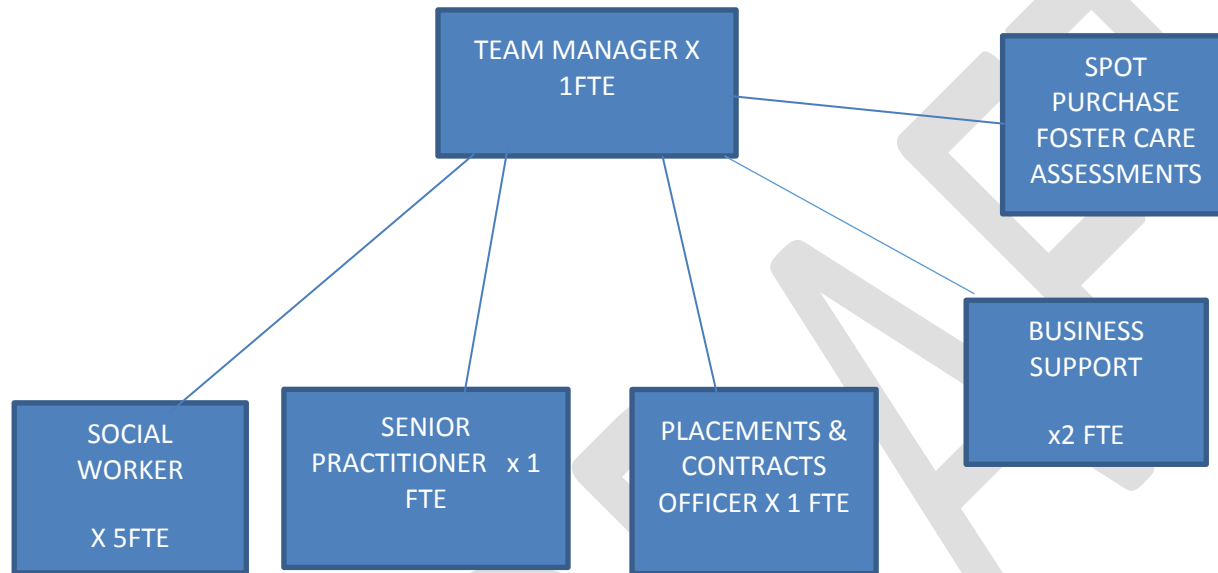 TEAM MANAGER X
1FTE
SPOT
PURCHASE
FOSTER CARE
ASSESSMENTS
BUSINESS
SUPPORT
x2 FTE
SOCIAL
WORKER
X 5FTE
SENIOR
PRACTITIONER x 1
FTE
PLACEMENTS &
CONTRACTS
OFFICER X 1 FTE